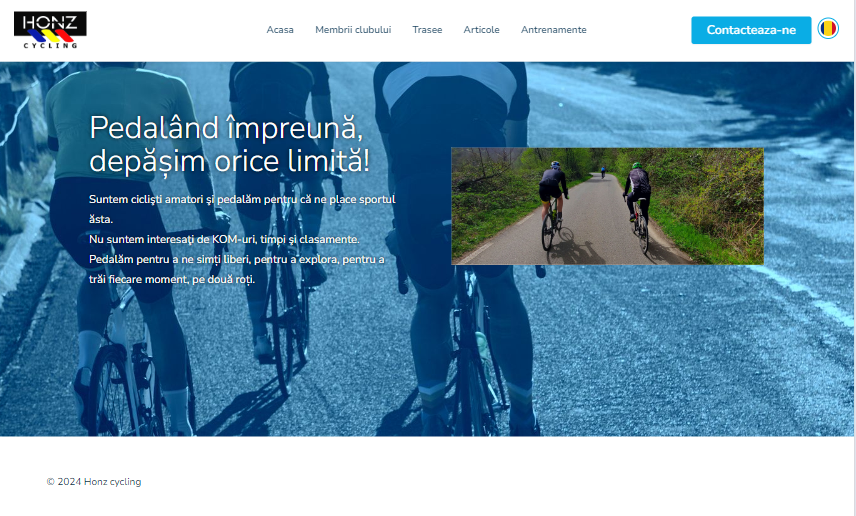 HONZ
CYCLING
Acasa
Membrii clubului
Trasee
Articole
Antrenamente
Contacteaza-ne
Pedalând împreună,
depășim orice limită!
Suntem cicliști amatori și pedalăm pentru că ne place sportul
ăsta.
Nu suntem interesați de KOM-uri, timpi și clasamente.
Pedalăm pentru a ne simți liberi, pentru a explora, pentru a
trăi fiecare moment, pe două roți.
© 2024 Honz cycling